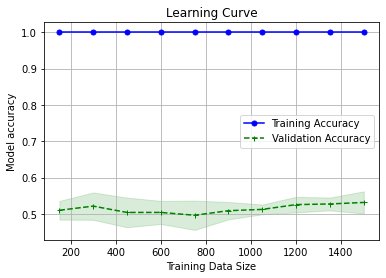 Learning Curve
1.0
0.9
0.8
0.7
0.6
0.5
Model accuracy
Training Accuracy
Validation Accuracy
200
400
600
800
1000
1200
1400
Training Data Size